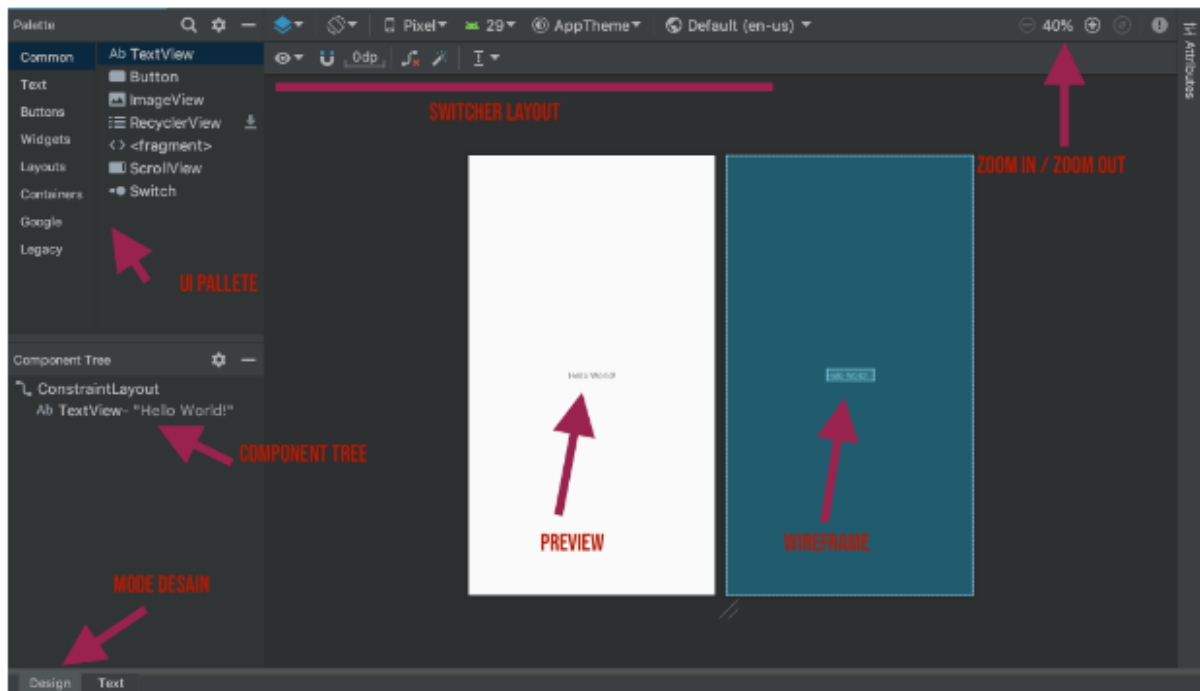 Palette
Pixel
29
AppTheme
Default (en-us)
40%
Attributes
0dp
Common
Text
Buttons
Widgets
Layouts
Containers
Google
Legacy
Ab TextView
Button
ImageView
RecyclerView
<fragment>
ScrollView
Switch
SWITCHER LAYOUT
ZOOM IN / ZOOM OUT
UI PALLETE
Component Tree
ConstraintLayout
Ab TextView- "Hello World!"
COMPONENT TREE
Hello World!
Hello World!
PREVIEW
WIREFRAME
MODE DESAIN
Design
Text